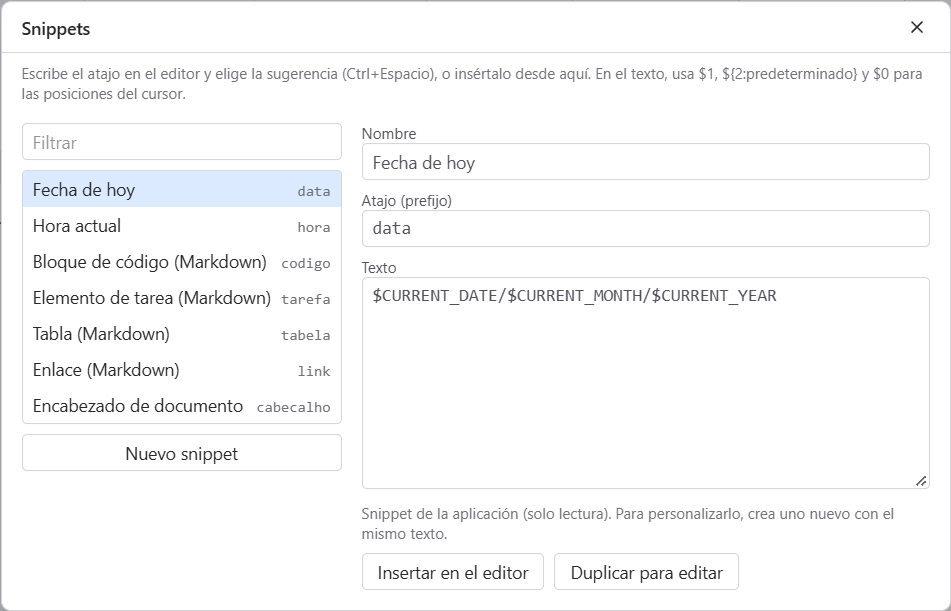 Snippets
Escribe el atajo en el editor y elige la sugerencia (Ctrl+Espacio), o insértalo desde aquí. En el texto, usa $1, ${2:predeterminado} y $0 para
las posiciones del cursor.
Filtrar
Fecha de hoy data
Hora actual hora
Bloque de código (Markdown) codigo
Elemento de tarea (Markdown) tarefa
Tabla (Markdown) tabela
Enlace (Markdown) link
Encabezado de documento cabecalho
Nuevo snippet
Nombre
Fecha de hoy
Atajo (prefijo)
data
Texto
$CURRENT_DATE/$CURRENT_MONTH/$CURRENT_YEAR
Snippet de la aplicación (solo lectura). Para personalizarlo, crea uno nuevo con el
mismo texto.
Insertar en el editor
Duplicar para editar